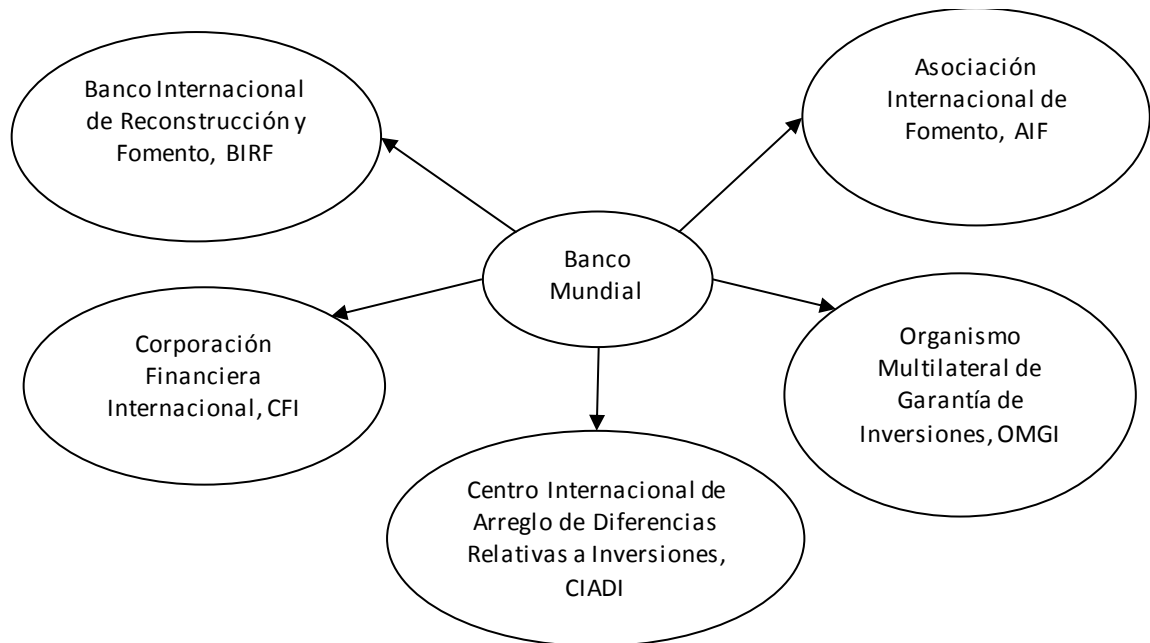 Banco Internacional
de Reconstrucción y
Fomento, BIRF
Asociación
Internacional de
Fomento, AIF
Banco
Mundial
Corporación
Financiera
Internacional, CFI
Organismo
Multilateral de
Garantía de
Inversiones, OMGI
Centro Internacional de
Arreglo de Diferencias
Relativas a Inversiones,
CIADI